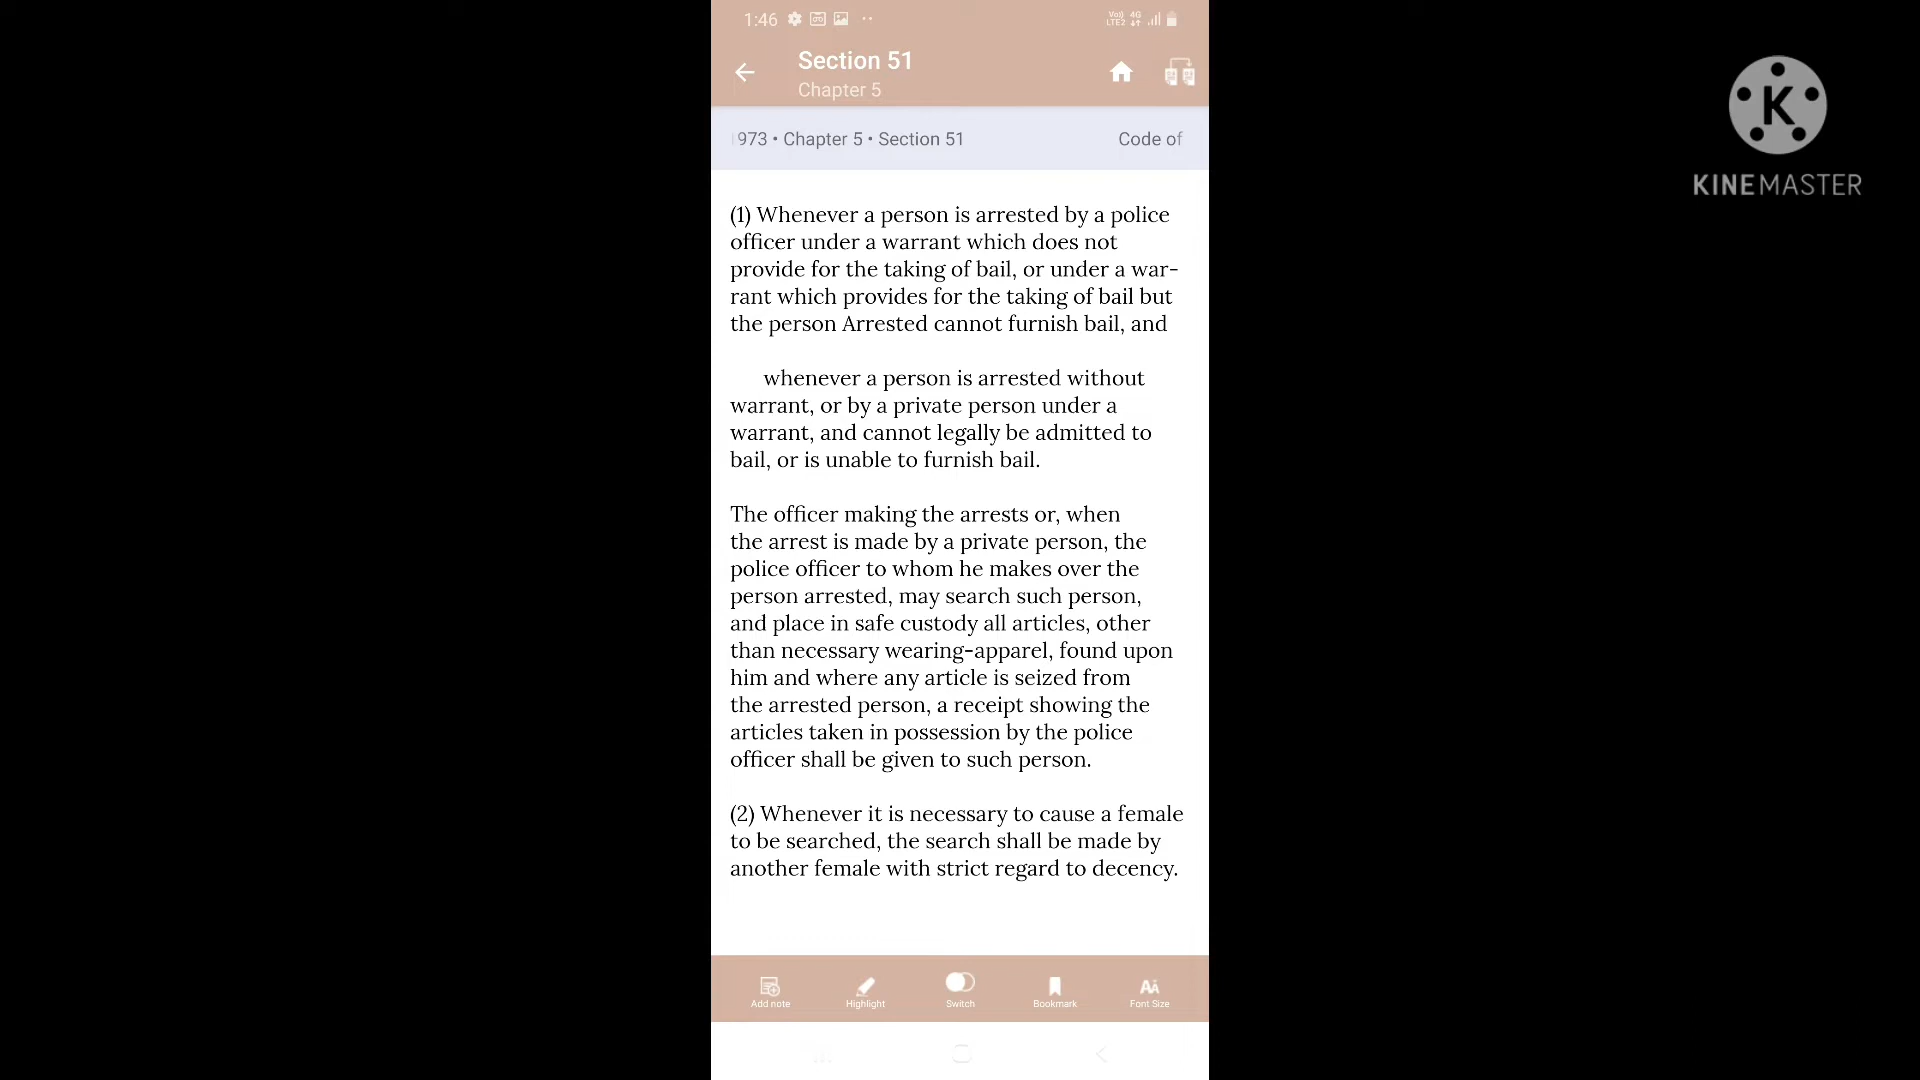 1:46
Vo)) 4G
LTE2
Section 51
Chapter 5
973 • Chapter 5 • Section 51 Code of
(1) Whenever a person is arrested by a police
officer under a warrant which does not
provide for the taking of bail, or under a war-
rant which provides for the taking of bail but
the person Arrested cannot furnish bail, and
whenever a person is arrested without
warrant, or by a private person under a
warrant, and cannot legally be admitted to
bail, or is unable to furnish bail.
The officer making the arrests or, when
the arrest is made by a private person, the
police officer to whom he makes over the
person arrested, may search such person,
and place in safe custody all articles, other
than necessary wearing-apparel, found upon
him and where any article is seized from
the arrested person, a receipt showing the
articles taken in possession by the police
officer shall be given to such person.
(2) Whenever it is necessary to cause a female
to be searched, the search shall be made by
another female with strict regard to decency.
Add note Highlight Switch Bookmark Font Size
K
KINEMASTER